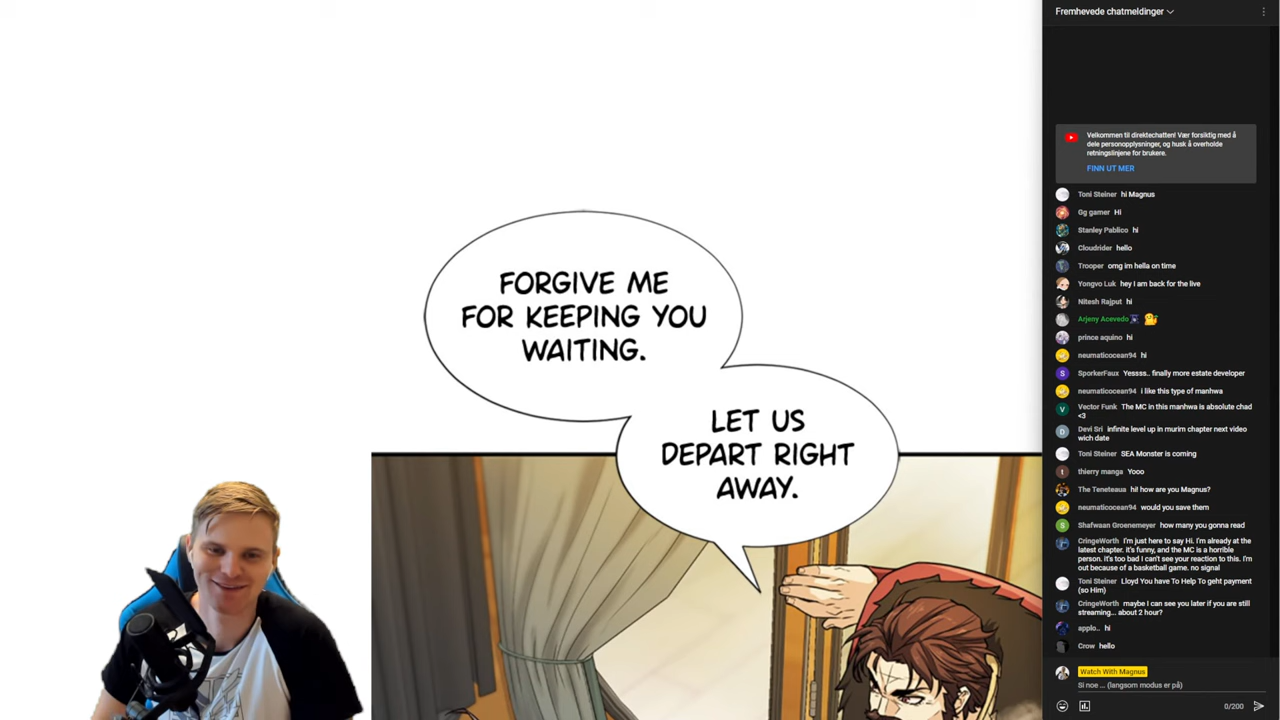 Fremhevede chatmeldinger
Velkommen til direktechatten! Vær forsiktig med å
dele personopplysninger, og husk å overholde
retningslinjene for brukere.
FINN UT MER
Toni Steiner hi Magnus
Gg gamer Hi
Stanley Pablico hi
Cloudrider hello
Trooper omg im hella on time
Yongvo Luk hey I am back for the live
Nitesh Rajput hi
Arjeny Acevedo
prince aquino hi
neumaticocean94 hi
S
SporkerFaux Yessss.. finally more estate developer
neumaticocean94 i like this type of manhwa
V
Vector Funk The MC in this manhwa is absolute chad
<3
Devi Sri infinite level up in murim chapter next video
wich date
Toni Steiner SEA Monster is coming
t
thierry manga Yooo
The Teneteaua hi! how are you Magnus?
neumaticocean94 would you save them
S
Shafwaan Groenemeyer how many you gonna read
CringeWorth I'm just here to say Hi. I'm already at the
latest chapter. it's funny, and the MC is a horrible
person. it's too bad I can't see your reaction to this. I'm
out because of a basketball game. no signal
Toni Steiner Lloyd You have To Help To geht payment
(so Him)
CringeWorth maybe I can see you later if you are still
streaming... about 2 hour?
applo.. hi
Crow hello
Watch With Magnus
Si noe ... (langsom modus er på)
0/200
FORGIVE ME
FOR KEEPING YOU
WAITING.
LET US
DEPART RIGHT
AWAY.